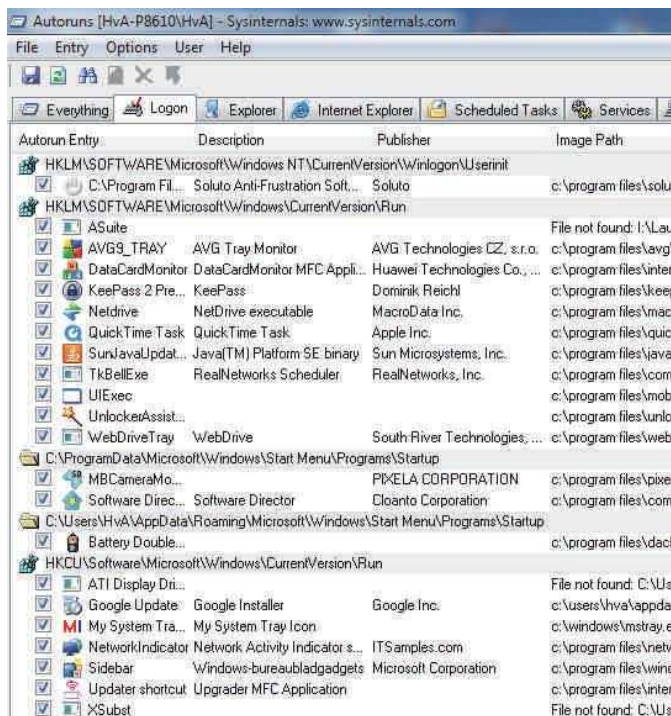 Autoruns [HvA-P8610\HvA] - Sysinternals: www.sysinternals.com
File Entry Options User Help
Everything Logon Explorer Internet Explorer Scheduled Tasks Services
Autorun Entry Description Publisher Image Path
HKLM\SOFTWARE\Microsoft\Windows NT\CurrentVersion\Winlogon\Userinit
C:\Program Fil... Soluto Anti-Frustration Soft... Soluto c:\program files\solu
HKLM\SOFTWARE\Microsoft\Windows\CurrentVersion\Run
ASuite File not found: I:\Lau
AVG9_TRAY AVG Tray Monitor AVG Technologies CZ, s.r.o. c:\program files\avg\
DataCardMonitor DataCardMonitor MFC Appli... Huawei Technologies Co., ... c:\program files\inter
KeePass 2 Pre... KeePass Dominik Reichl c:\program files\keep
Netdrive NetDrive executable MacroData Inc. c:\program files\mac
QuickTime Task QuickTime Task Apple Inc. c:\program files\quic
SunJavaUpdat... Java(TM) Platform SE binary Sun Microsystems, Inc. c:\program files\java
TkBellExe RealNetworks Scheduler RealNetworks, Inc. c:\program files\com
UIExec c:\program files\mob
UnlockerAssist... c:\program files\unlo
WebDriveTray WebDrive South River Technologies, ... c:\program files\web
C:\ProgramData\Microsoft\Windows\Start Menu\Programs\Startup
MBCameraMo... PIXELA CORPORATION c:\program files\pixe
Software Direc... Software Director Cloanto Corporation c:\program files\com
C:\Users\HvA\AppData\Roaming\Microsoft\Windows\Start Menu\Programs\Startup
Battery Double... c:\program files\dach
HKCU\Software\Microsoft\Windows\CurrentVersion\Run
ATI Display Dri... File not found: C:\Us
Google Update Google Installer Google Inc. c:\users\hva\appda
MI My System Tra... My System Tray Icon c:\windows\mstray.e
NetworkIndicator Network Activity Indicator s... ITSamples.com c:\program files\netw
Sidebar Windows-bureaubladgadgets Microsoft Corporation c:\program files\wind
Updater shortcut Upgrader MFC Application c:\program files\inter
XSubst File not found: C:\Us